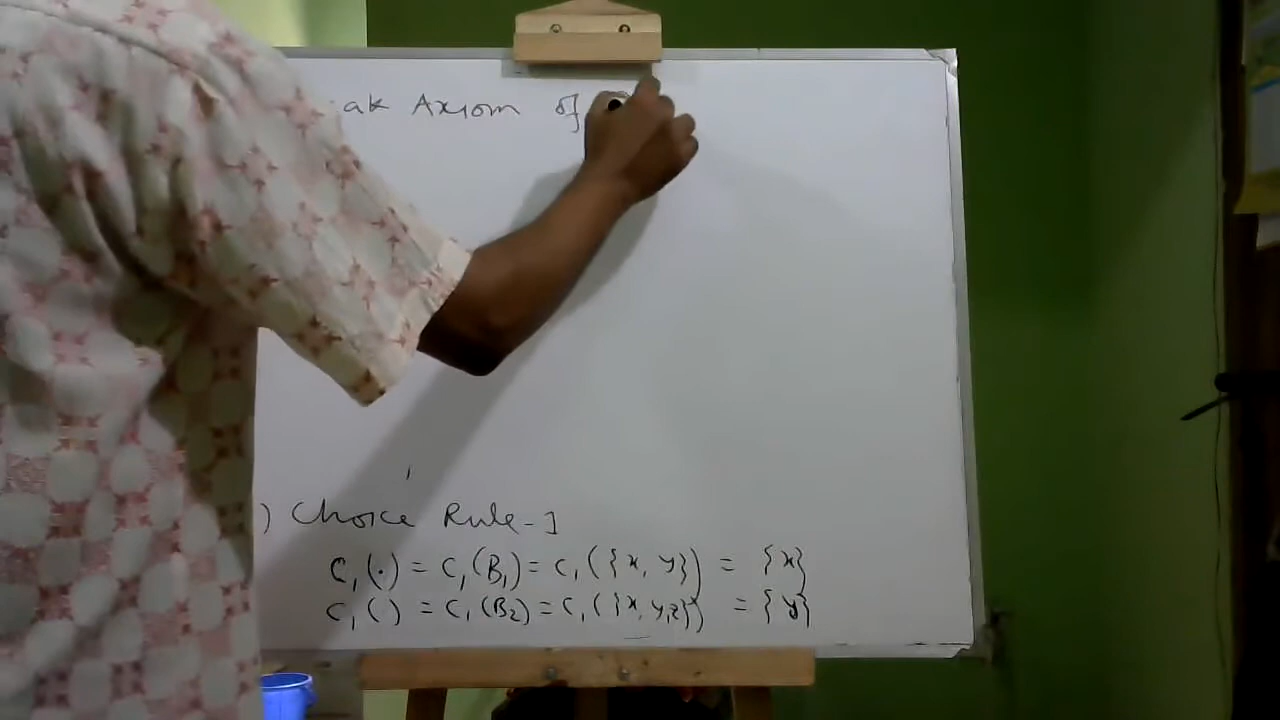 ak Axiom of
) Choice Rule-1
C₁(.) = C₁(B₁) = C₁({x, y}) = {x}
C₁( ) = C₁(B₂) = C₁({x, y, z}) = {y}